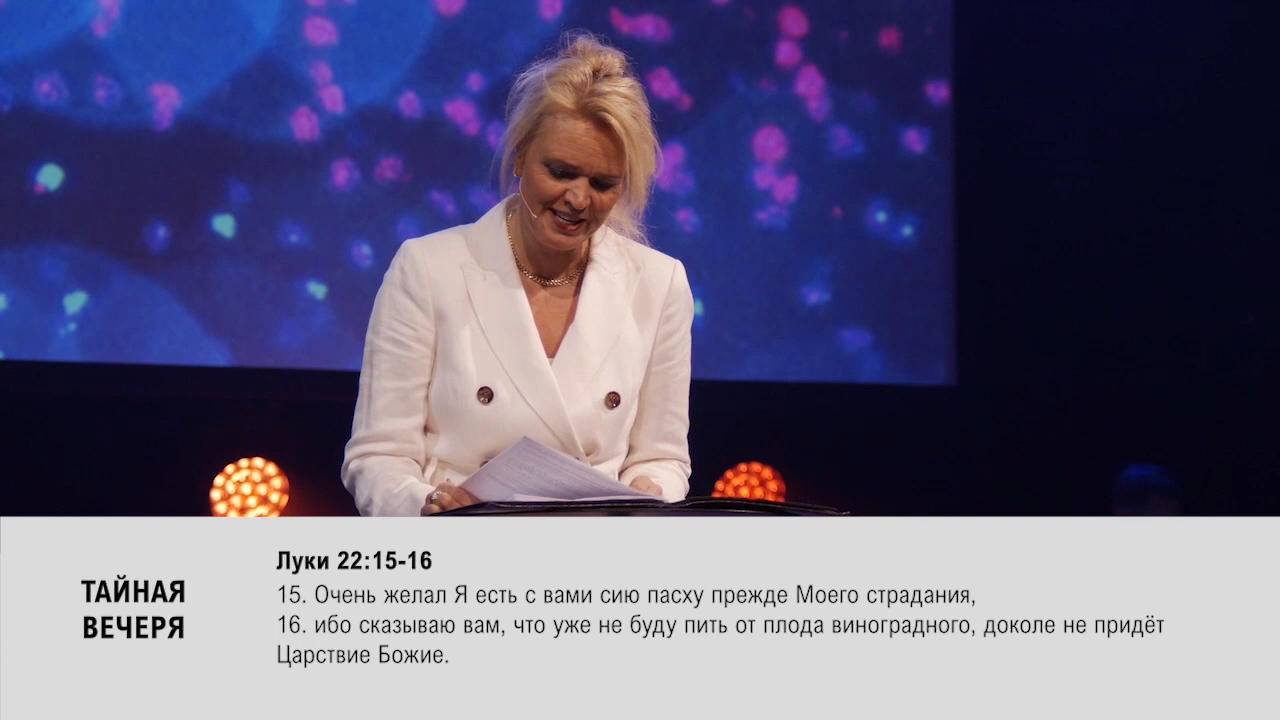 ТАЙНАЯ
ВЕЧЕРЯ
Луки 22:15-16
15. Очень желал Я есть с вами сию пасху прежде Моего страдания,
16. ибо сказываю вам, что уже не буду пить от плода виноградного, доколе не придёт
Царствие Божие.